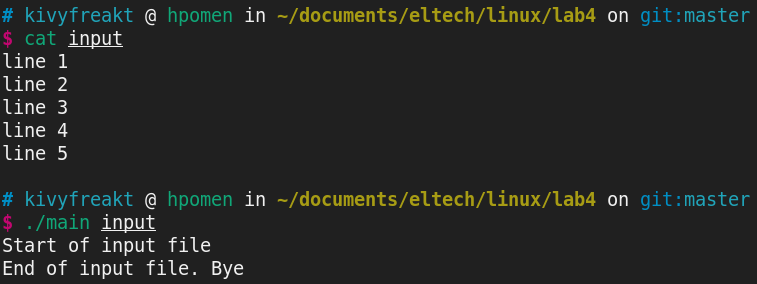 # kivyfreakt @ hpomen in ~/documents/eltech/linux/lab4 on git:master
$ cat input
line 1
line 2
line 3
line 4
line 5
# kivyfreakt @ hpomen in ~/documents/eltech/linux/lab4 on git:master
$ ./main input
Start of input file
End of input file. Bye